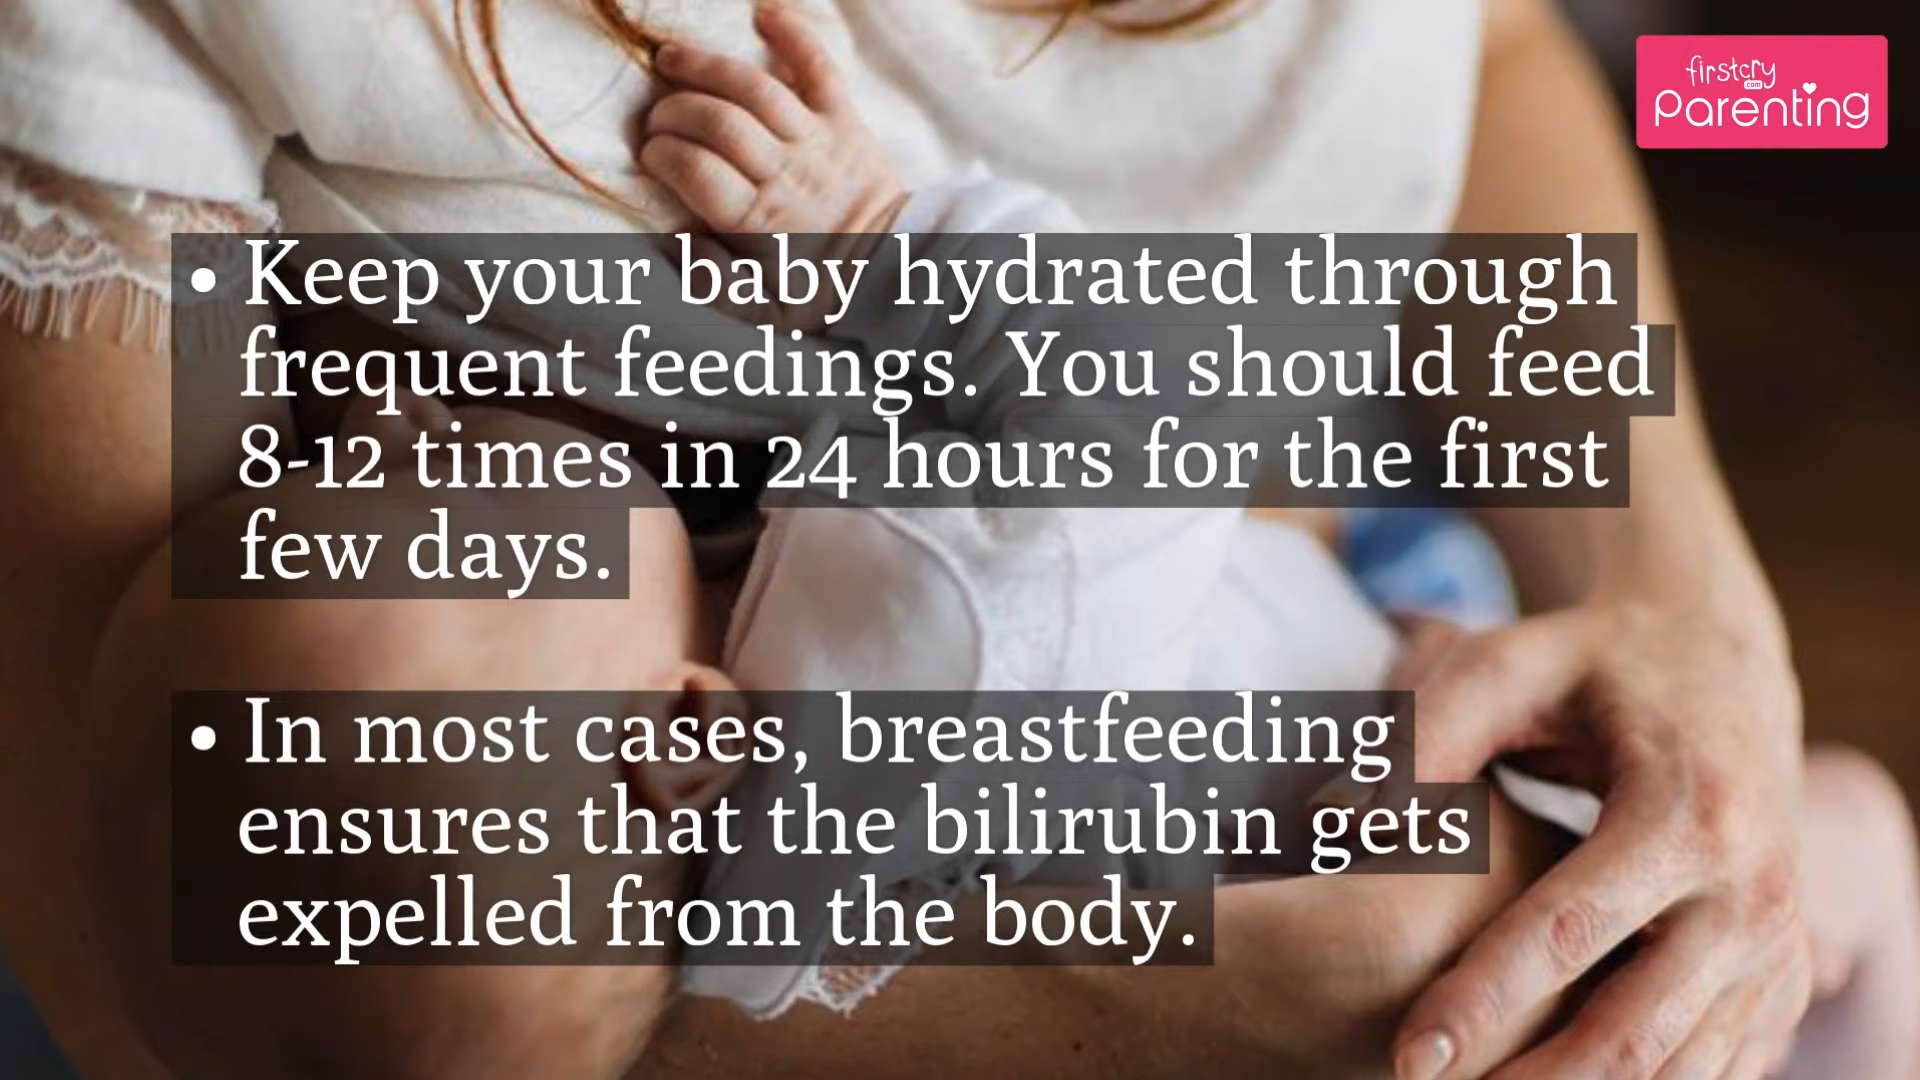 firstcry
.com
Parenting
• Keep your baby hydrated through
frequent feedings. You should feed
8-12 times in 24 hours for the first
few days.
• In most cases, breastfeeding
ensures that the bilirubin gets
expelled from the body.